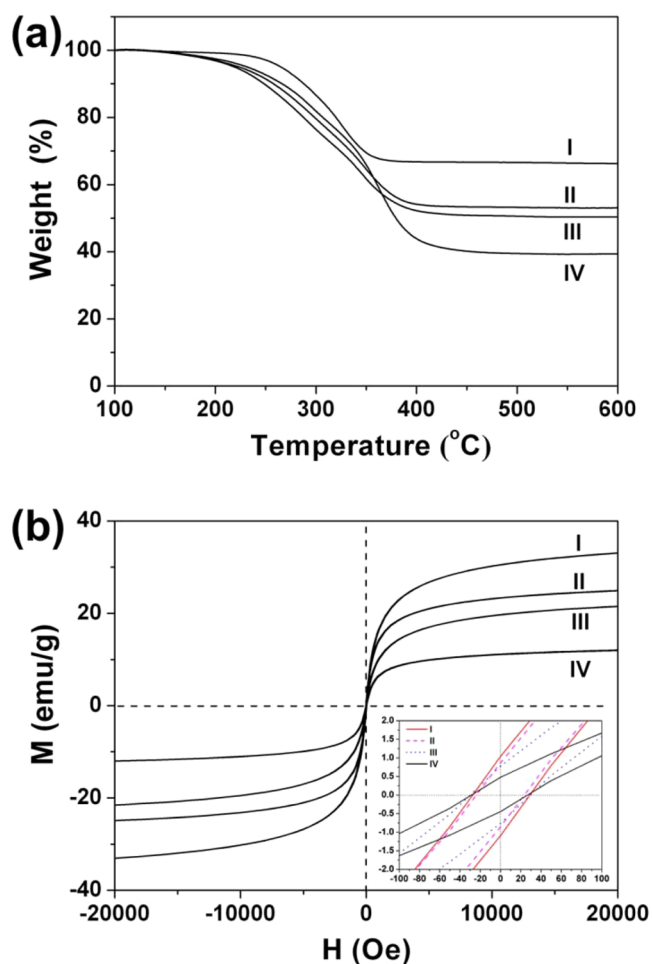 (a)
100
80
60
40
20
0
Weight (%)
I
II
III
IV
100 200 300 400 500 600
Temperature (°C)
(b)
40
20
0
-20
-40
M (emu/g)
I
II
III
IV
2.0
1.5
1.0
0.5
0.0
-0.5
-1.0
-1.5
-2.0
I
II
III
IV
-100 -80 -60 -40 -20 0 20 40 60 80 100
-20000 -10000 0 10000 20000
H (Oe)